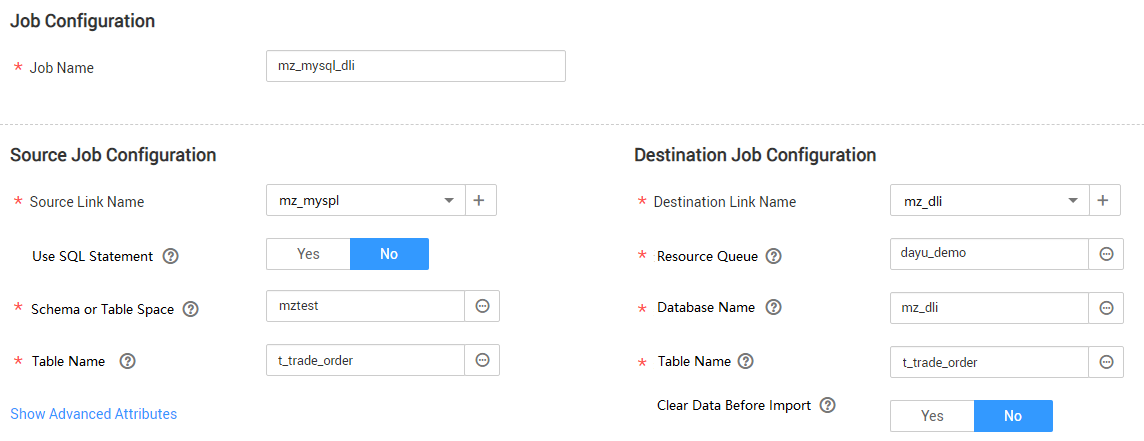 Job Configuration
* Job Name mz_mysql_dli
Source Job Configuration
* Source Link Name mz_myspl +
Use SQL Statement ? Yes No
* Schema or Table Space ? mztest
* Table Name ? t_trade_order
Show Advanced Attributes
Destination Job Configuration
* Destination Link Name mz_dli +
* Resource Queue ? dayu_demo
* Database Name ? mz_dli
* Table Name ? t_trade_order
Clear Data Before Import ? Yes No